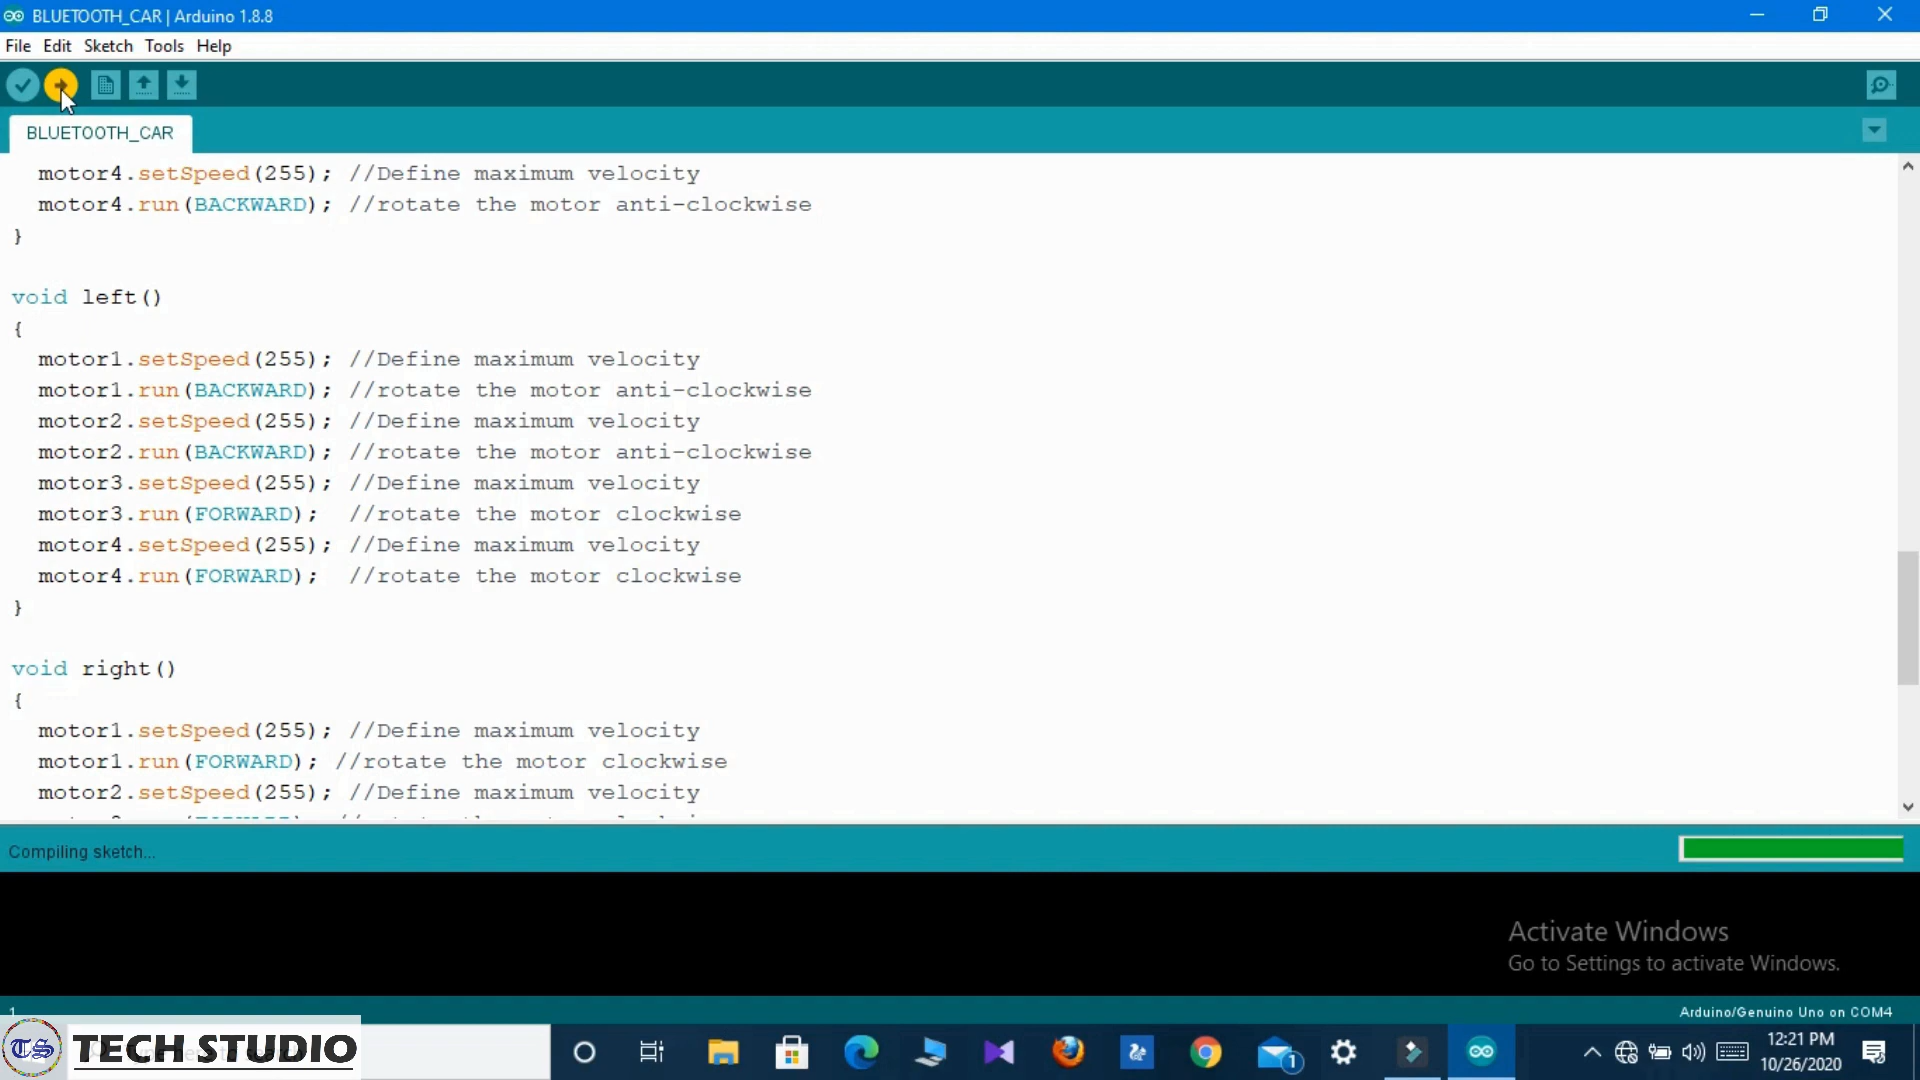 BLUETOOTH_CAR | Arduino 1.8.8
File Edit Sketch Tools Help
BLUETOOTH_CAR
motor4.setSpeed(255); //Define maximum velocity
motor4.run(BACKWARD); //rotate the motor anti-clockwise
}
void left()
{
motor1.setSpeed(255); //Define maximum velocity
motor1.run(BACKWARD); //rotate the motor anti-clockwise
motor2.setSpeed(255); //Define maximum velocity
motor2.run(BACKWARD); //rotate the motor anti-clockwise
motor3.setSpeed(255); //Define maximum velocity
motor3.run(FORWARD); //rotate the motor clockwise
motor4.setSpeed(255); //Define maximum velocity
motor4.run(FORWARD); //rotate the motor clockwise
}
void right()
{
motor1.setSpeed(255); //Define maximum velocity
motor1.run(FORWARD); //rotate the motor clockwise
motor2.setSpeed(255); //Define maximum velocity
Compiling sketch...
Activate Windows
Go to Settings to activate Windows.
Arduino/Genuino Uno on COM4
TS TECH STUDIO
1
12:21 PM
10/26/2020